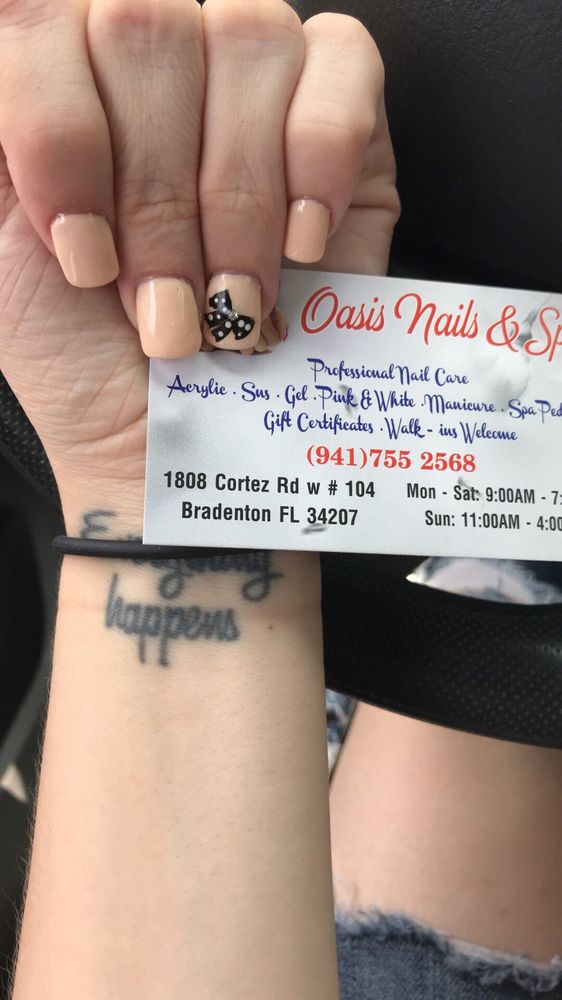 Oasis Nails & Sp
Professional Nail Care
Acrylic · Sns · Gel · Pink & White · Manicure · Spa Ped
Gift Certificates · Walk - ins Welcome
(941)755 2568
1808 Cortez Rd w # 104
Bradenton FL 34207
Mon - Sat: 9:00AM - 7:
Sun: 11:00AM - 4:00
Everything
happens